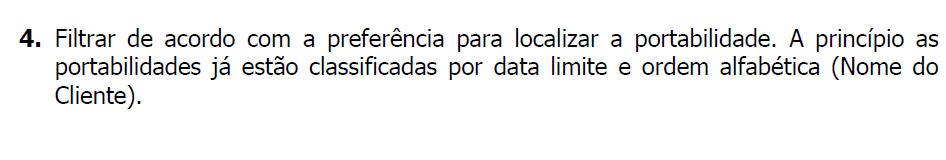 4. Filtrar de acordo com a preferência para localizar a portabilidade. A princípio as
portabilidades já estão classificadas por data limite e ordem alfabética (Nome do
Cliente).